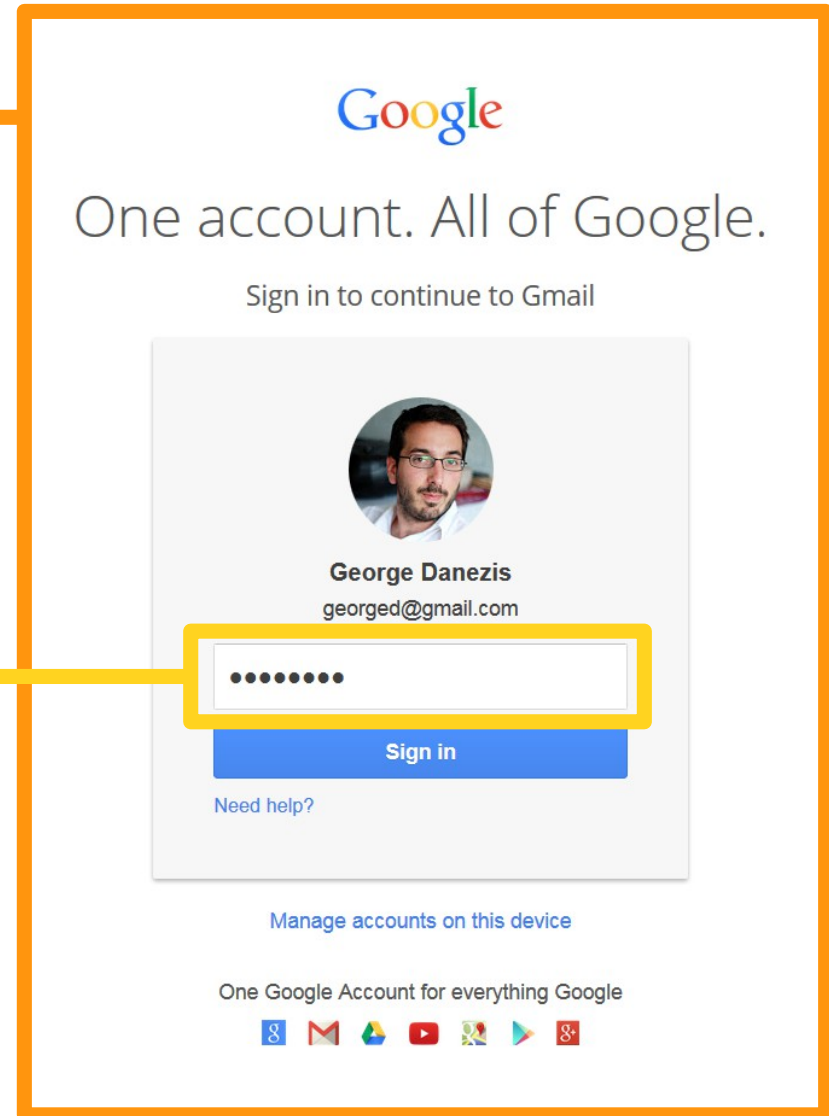 Google
One account. All of Google.
Sign in to continue to Gmail
George Danezis
georged@gmail.com
••••••••
Sign in
Need help?
Manage accounts on this device
One Google Account for everything Google